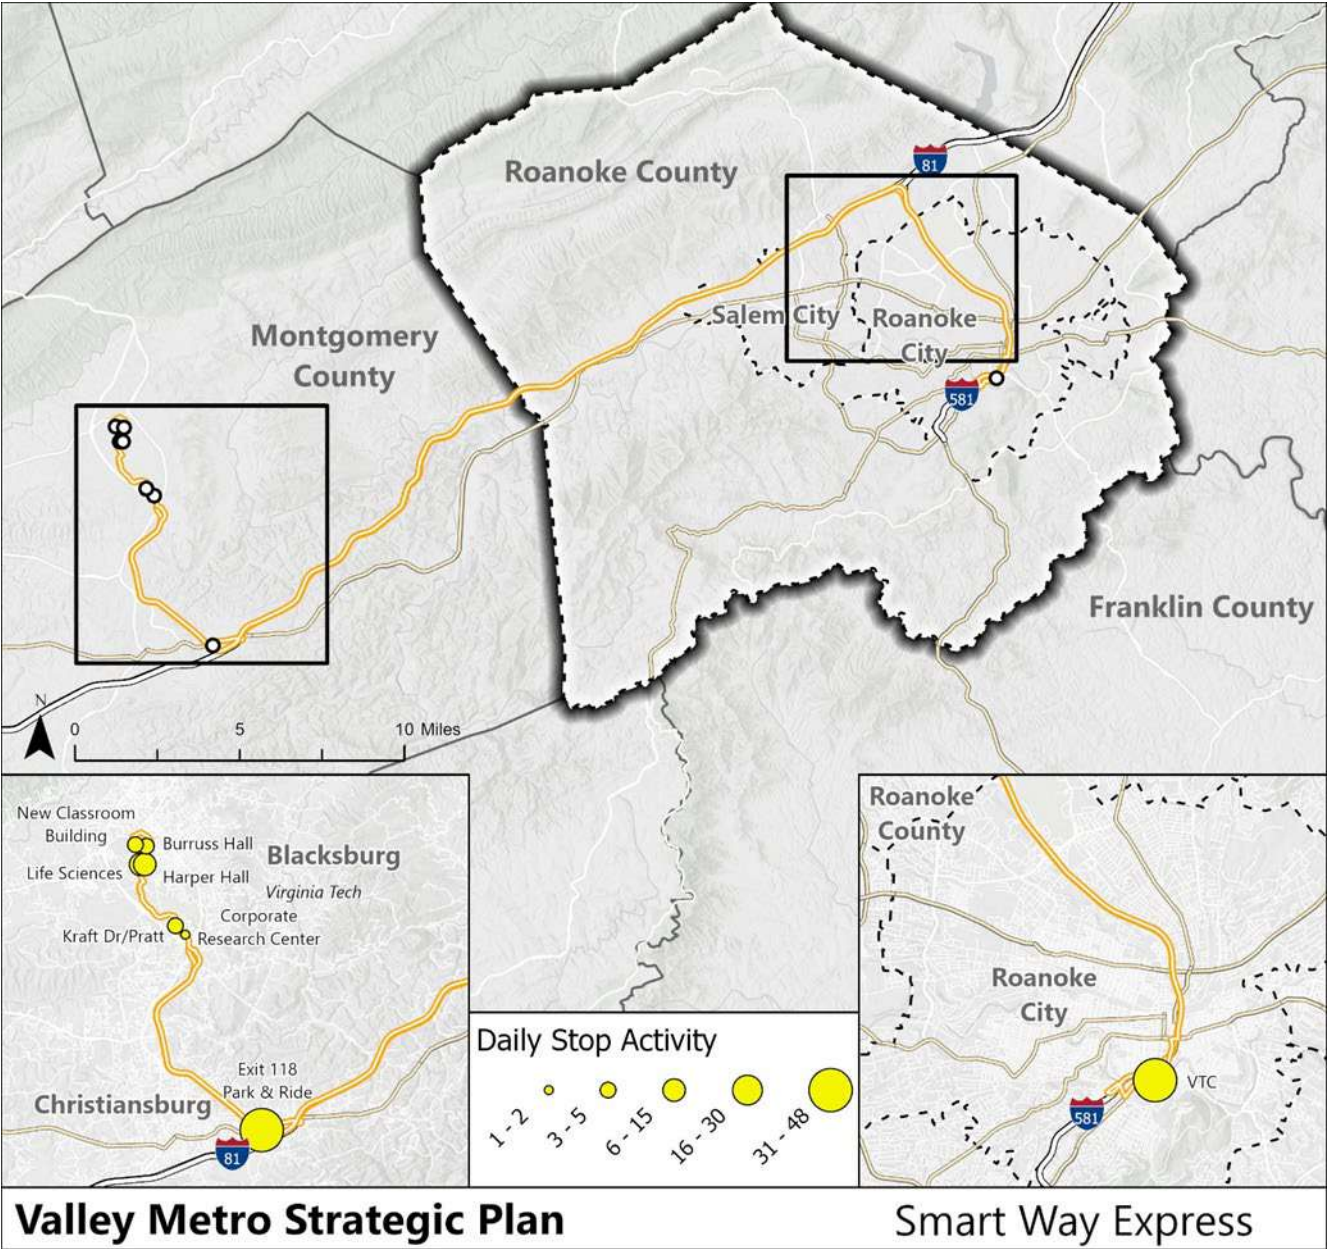 81
Roanoke County
Salem City
Roanoke
City
Montgomery
County
581
Franklin County
N
0
5
10 Miles
New Classroom
Building
Burruss Hall
Blacksburg
Life Sciences
Harper Hall
Virginia Tech
Corporate
Research Center
Kraft Dr/Pratt
Exit 118
Park & Ride
Christiansburg
81
Daily Stop Activity
1 - 2
3 - 5
6 - 15
16 - 30
31 - 48
Roanoke
County
Roanoke
City
VTC
581
Valley Metro Strategic Plan
Smart Way Express